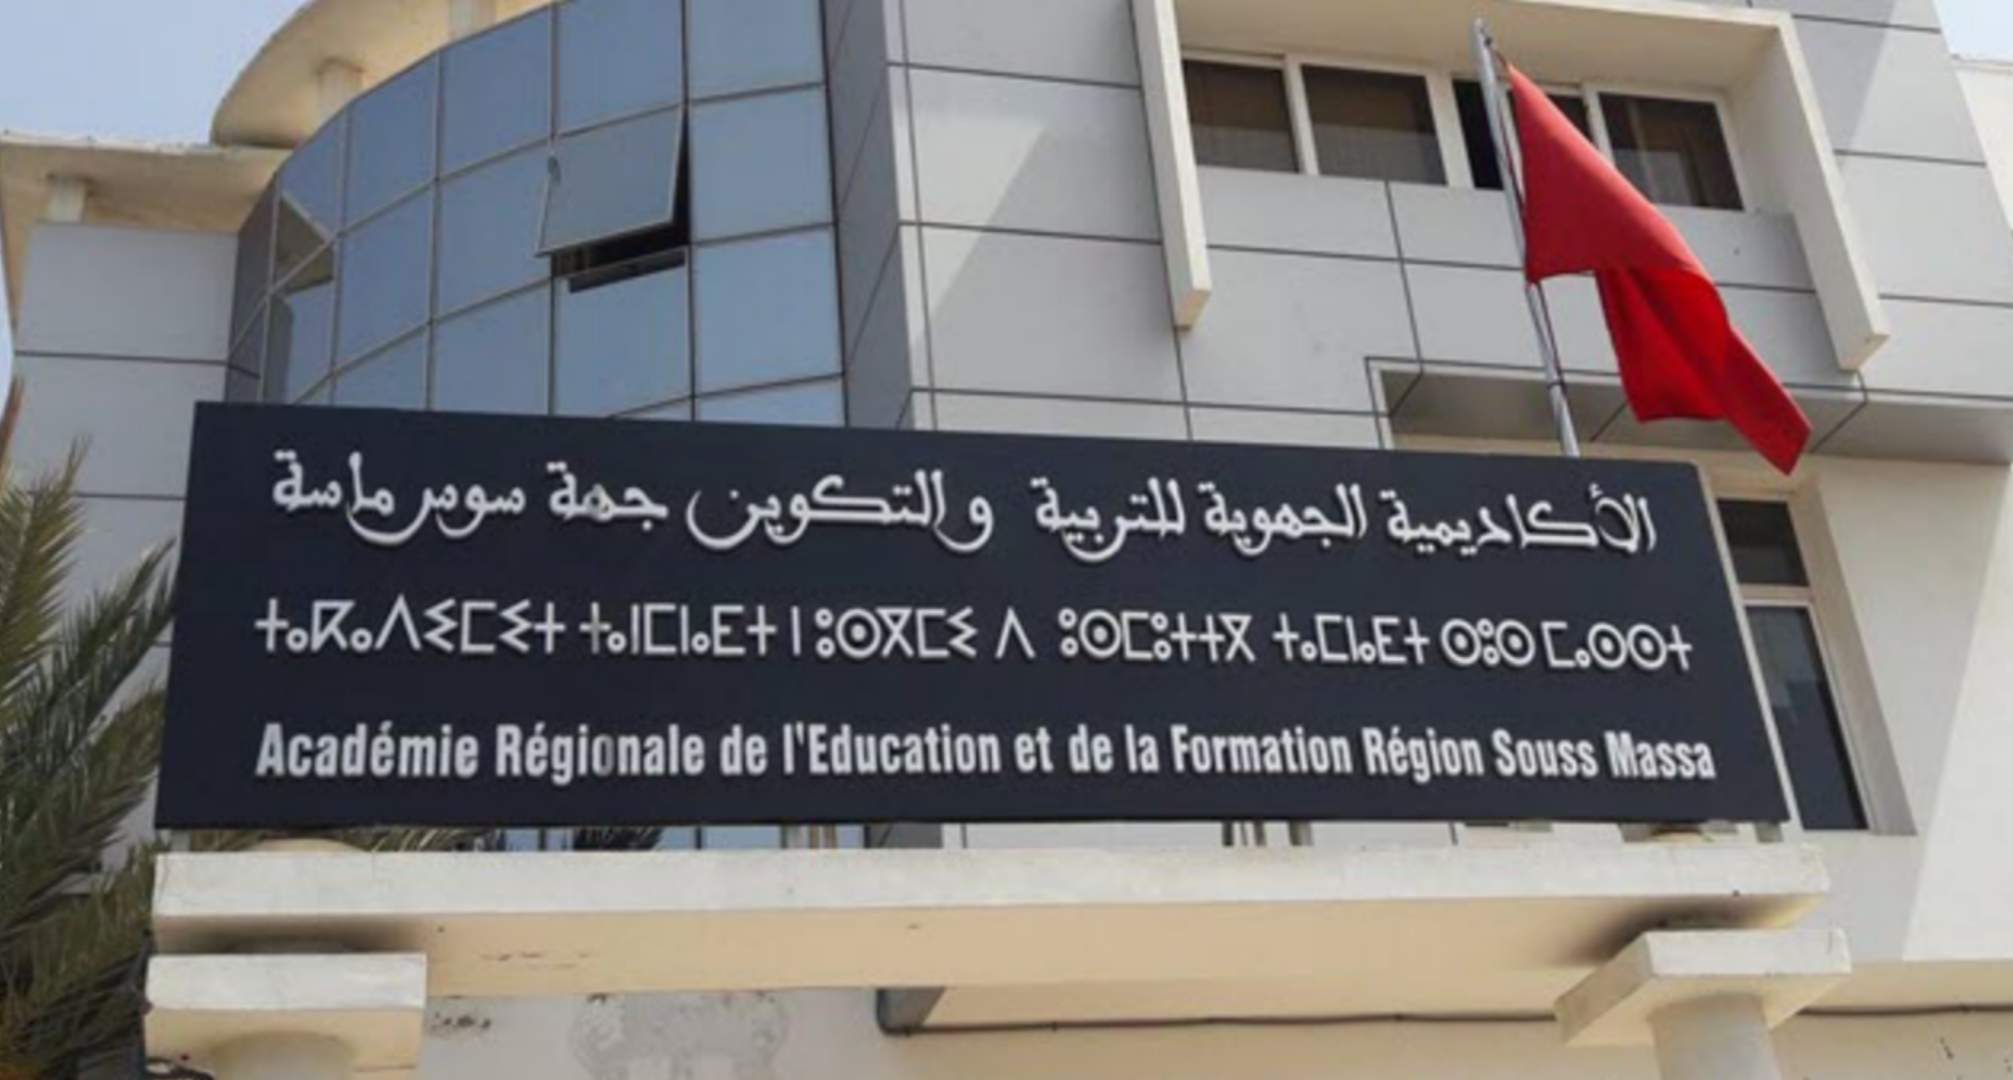 الأكاديمية الجهوية للتربية والتكوين جهة سوس ماسة
ⵜⴰⴽⴰⴷⵉⵎⵉⵜ ⵜⴰⵏⵎⵏⴰⴹⵜ ⵏ ⵓⵙⴳⵎⵉ ⴷ ⵓⵙⵎⵓⵜⵜⴳ ⵜⴰⵎⵏⴰⴹⵜ ⵙⵓⵙ ⵎⴰⵙⵙⵜ
Académie Régionale de l'Education et de la Formation Région Souss Massa